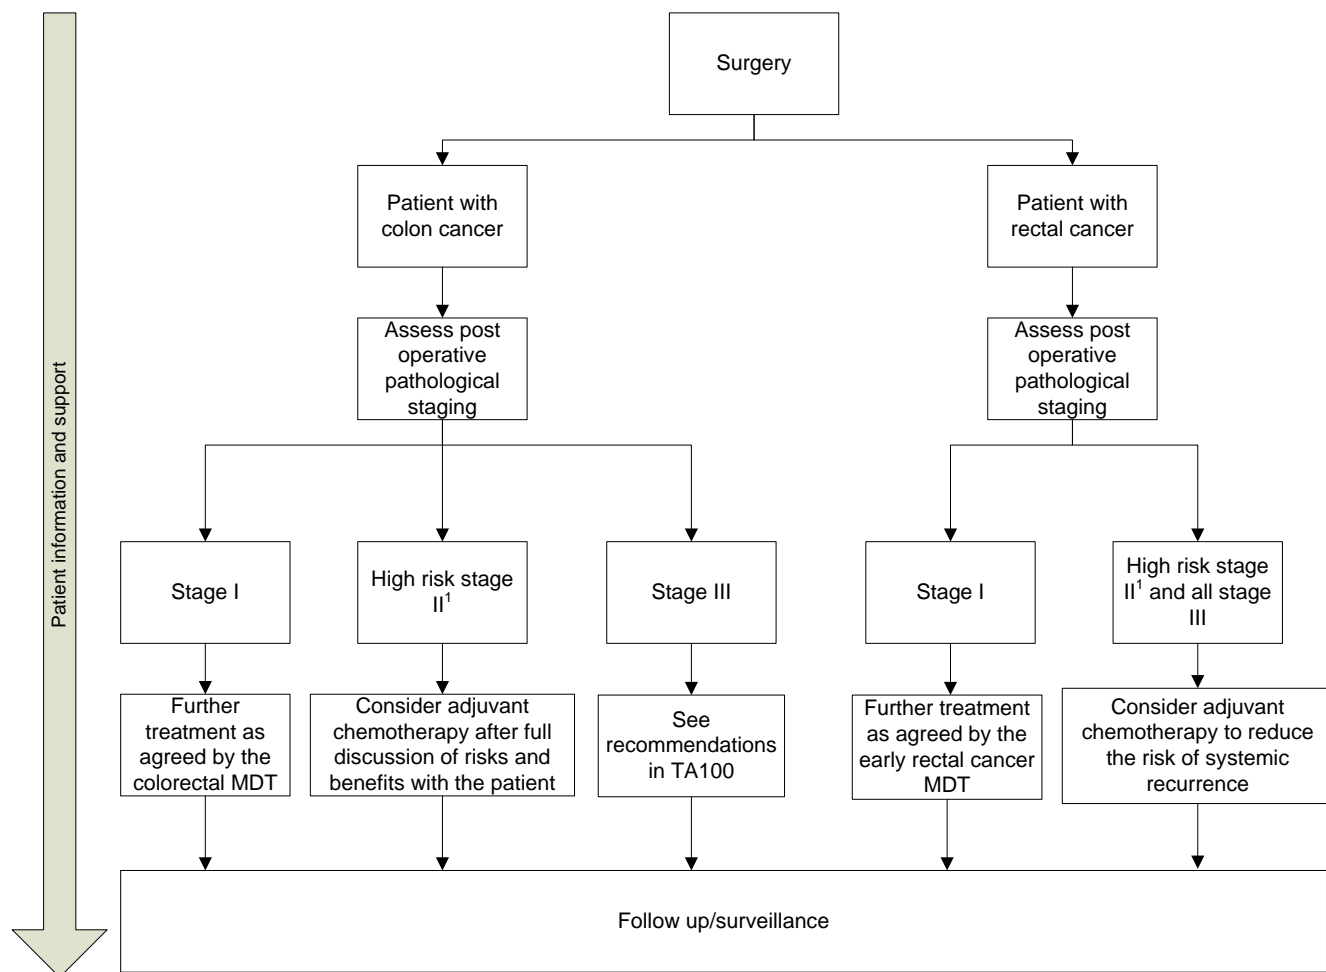 Patient information and support
Surgery
Patient with
colon cancer
Patient with
rectal cancer
Assess post
operative
pathological
staging
Assess post
operative
pathological
staging
Stage I
High risk stage
II¹
Stage III
Stage I
High risk stage
II¹ and all stage
III
Further
treatment as
agreed by the
colorectal MDT
Consider adjuvant
chemotherapy after full
discussion of risks and
benefits with the patient
See
recommendations
in TA100
Further treatment
as agreed by the
early rectal cancer
MDT
Consider adjuvant
chemotherapy to reduce
the risk of systemic
recurrence
Follow up/surveillance